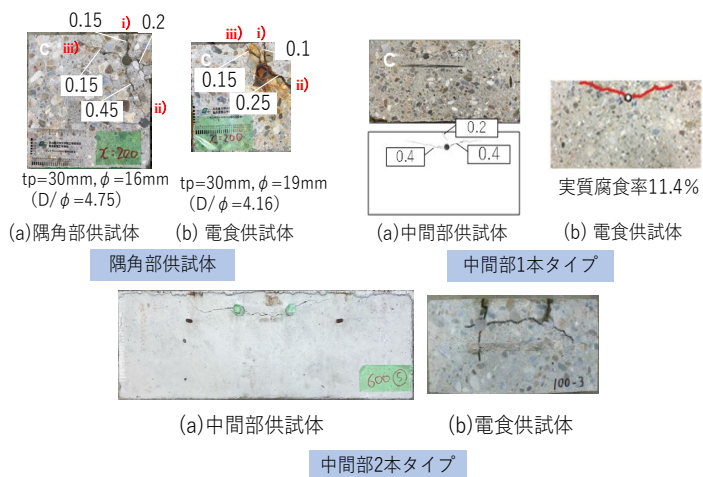 0.15
i)
0.2
iii)
C
0.15
0.45
ii)
χ:200
tp=30mm, φ=16mm
(D/φ=4.75)
(a)隅角部供試体
iii)
i)
0.1
C
0.15
ii)
0.25
χ=200
tp=30mm, φ=19mm
(D/φ=4.16)
(b) 電食供試体
隅角部供試体
C
0.2
0.4
0.4
(a)中間部供試体
実質腐食率11.4%
(b) 電食供試体
中間部1本タイプ
600⑤
(a)中間部供試体
100-3
(b)電食供試体
中間部2本タイプ